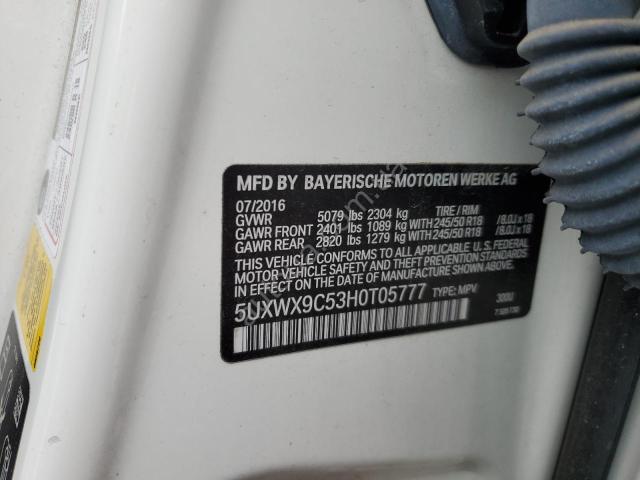 MFD BY BAYERISCHE MOTOREN WERKE AG
07/2016 TIRE / RIM
GVWR 5079 lbs 2304 kg
GAWR FRONT 2401 lbs 1089 kg WITH 245/50 R18 / 8.0J x 18
GAWR REAR 2820 lbs 1279 kg WITH 245/50 R18 / 8.0J x 18
THIS VEHICLE CONFORMS TO ALL APPLICABLE U.S. FEDERAL
MOTOR VEHICLE SAFETY, BUMPER, AND THEFT PREVENTION
STANDARDS IN EFFECT ON THE DATE OF MANUFACTURE SHOWN ABOVE.
5UXWX9C53H0T05777 TYPE: MPV 300U